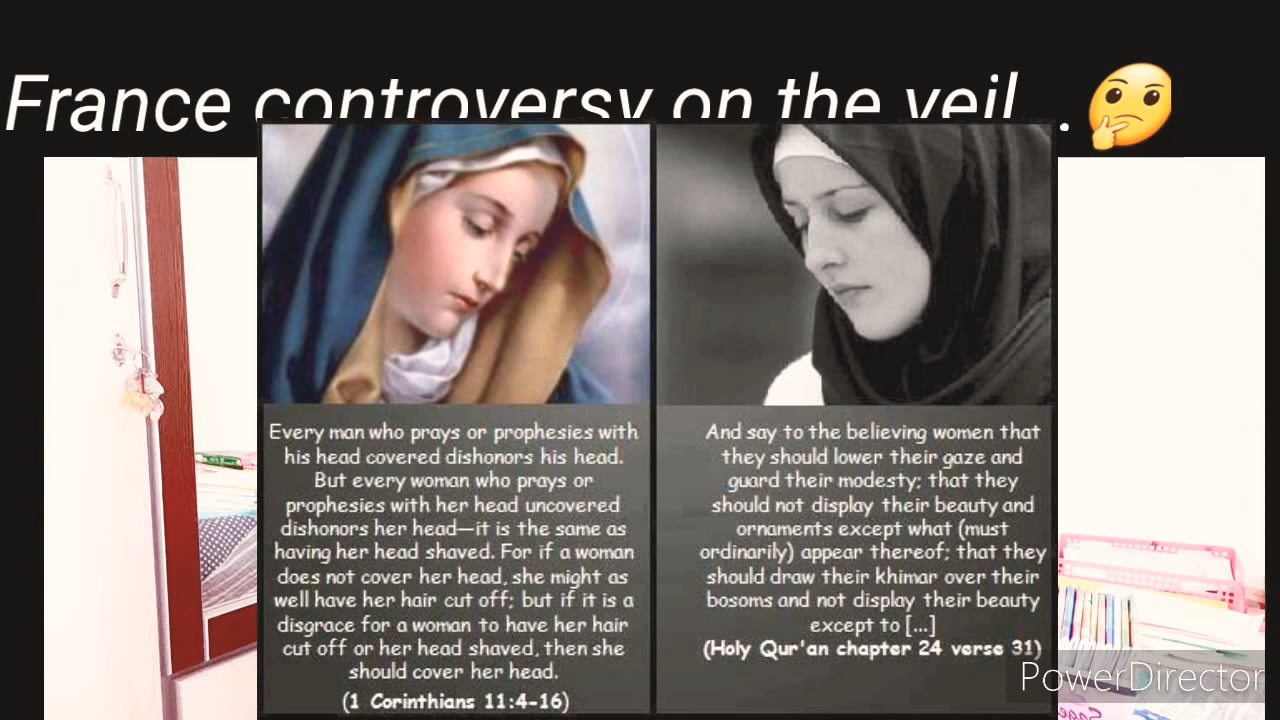 France controversy on the veil...🤔
Every man who prays or prophesies with
his head covered dishonors his head.
But every woman who prays or
prophesies with her head uncovered
dishonors her head—it is the same as
having her head shaved. For if a woman
does not cover her head, she might as
well have her hair cut off; but if it is a
disgrace for a woman to have her hair
cut off or her head shaved, then she
should cover her head.
(1 Corinthians 11:4-16)
And say to the believing women that
they should lower their gaze and
guard their modesty; that they
should not display their beauty and
ornaments except what (must
ordinarily) appear thereof; that they
should draw their khimar over their
bosoms and not display their beauty
except to [...]
(Holy Qur'an chapter 24 verse 31)
PowerDirector